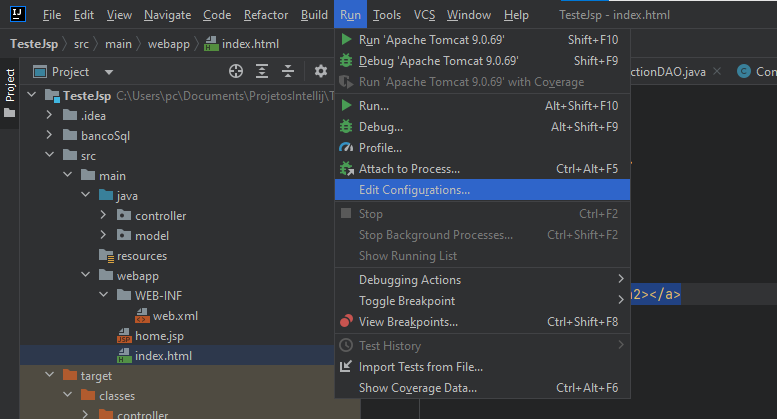 IJ File Edit View Navigate Code Refactor Build Run Tools VCS Window Help TesteJsp - index.html
TesteJsp > src > main > webapp > index.html
Project
Project
TesteJsp C:\Users\pc\Documents\ProjetosIntellij\T
.idea
bancoSql
src
main
java
controller
model
resources
webapp
WEB-INF
web.xml
home.jsp
index.html
target
classes
controller
Run 'Apache Tomcat 9.0.69' Shift+F10
Debug 'Apache Tomcat 9.0.69' Shift+F9
Run 'Apache Tomcat 9.0.69' with Coverage
Run... Alt+Shift+F10
Debug... Alt+Shift+F9
Profile...
Attach to Process... Ctrl+Alt+F5
Edit Configurations...
Stop Ctrl+F2
Stop Background Processes... Ctrl+Shift+F2
Show Running List
Debugging Actions
Toggle Breakpoint
View Breakpoints... Ctrl+Shift+F8
Test History
Import Tests from File...
Show Coverage Data... Ctrl+Alt+F6
ctionDAO.java C Con
2></a>